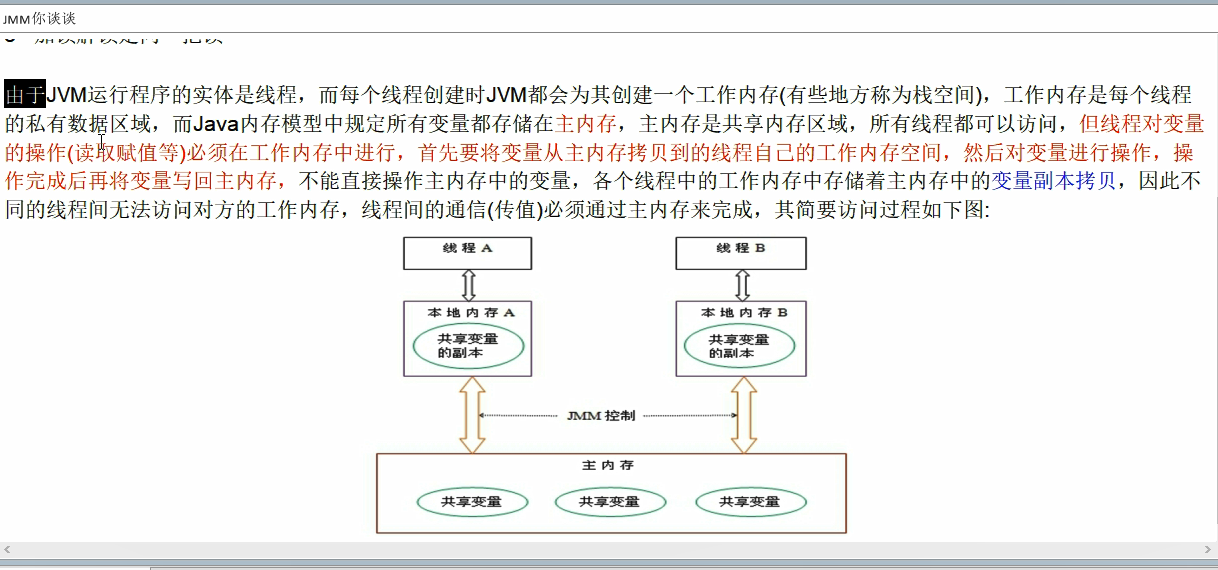 JMM你谈谈
由于JVM运行程序的实体是线程，而每个线程创建时JVM都会为其创建一个工作内存(有些地方称为栈空间)，工作内存是每个线程
的私有数据区域，而Java内存模型中规定所有变量都存储在主内存，主内存是共享内存区域，所有线程都可以访问，但线程对变量
的操作(读取赋值等)必须在工作内存中进行，首先要将变量从主内存拷贝到的线程自己的工作内存空间，然后对变量进行操作，操
作完成后再将变量写回主内存，不能直接操作主内存中的变量，各个线程中的工作内存中存储着主内存中的变量副本拷贝，因此不
同的线程间无法访问对方的工作内存，线程间的通信(传值)必须通过主内存来完成，其简要访问过程如下图:
线程A
线程B
本地内存A
本地内存B
共享变量
的副本
共享变量
的副本
JMM控制
主内存
共享变量
共享变量
共享变量